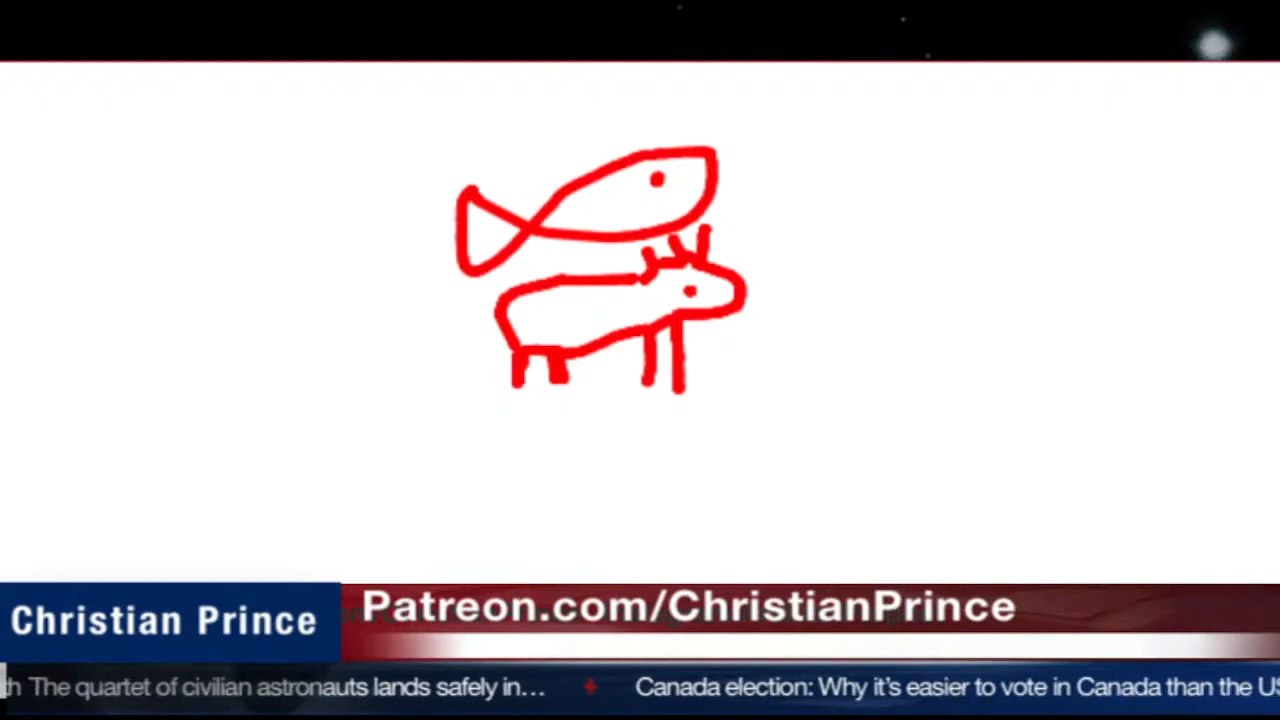 Christian Prince
Patreon.com/ChristianPrince
The quartet of civilian astronauts lands safely in… + Canada election: Why it's easier to vote in Canada than the US